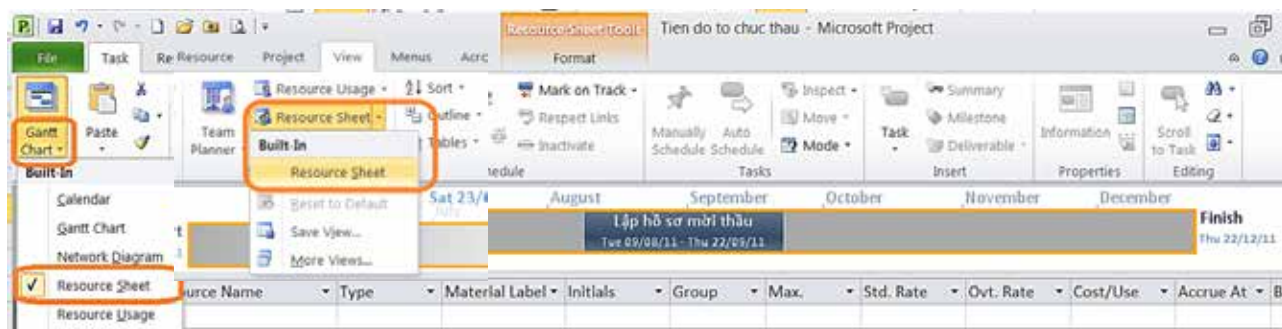 Resource Sheet Tools Tien do to chuc thau - Microsoft Project
File Task Re Resource Project View Menus Acrc Format
Resource Usage Sort Mark on Track Inspect Summary
Resource Sheet Outline Respect Links Move Milestone
Gantt Chart Paste Team Planner Tables Inactivate Manually Schedule Auto Schedule Mode Task Deliverable Information Scroll to Task
Built-In
Resource Sheet
Built-In hedule Tasks Insert Properties Editing
Calendar
Reset to Default
Sat 23/
August September October November December
Gantt Chart
Save View...
Lập hồ sơ mời thầu
Tue 09/08/11 - Thu 22/09/11
Finish
Thu 22/12/11
Network Diagram
More Views...
Resource Sheet
urce Name Type Material Label Initials Group Max. Std. Rate Ovt. Rate Cost/Use Accrue At B
Resource Usage